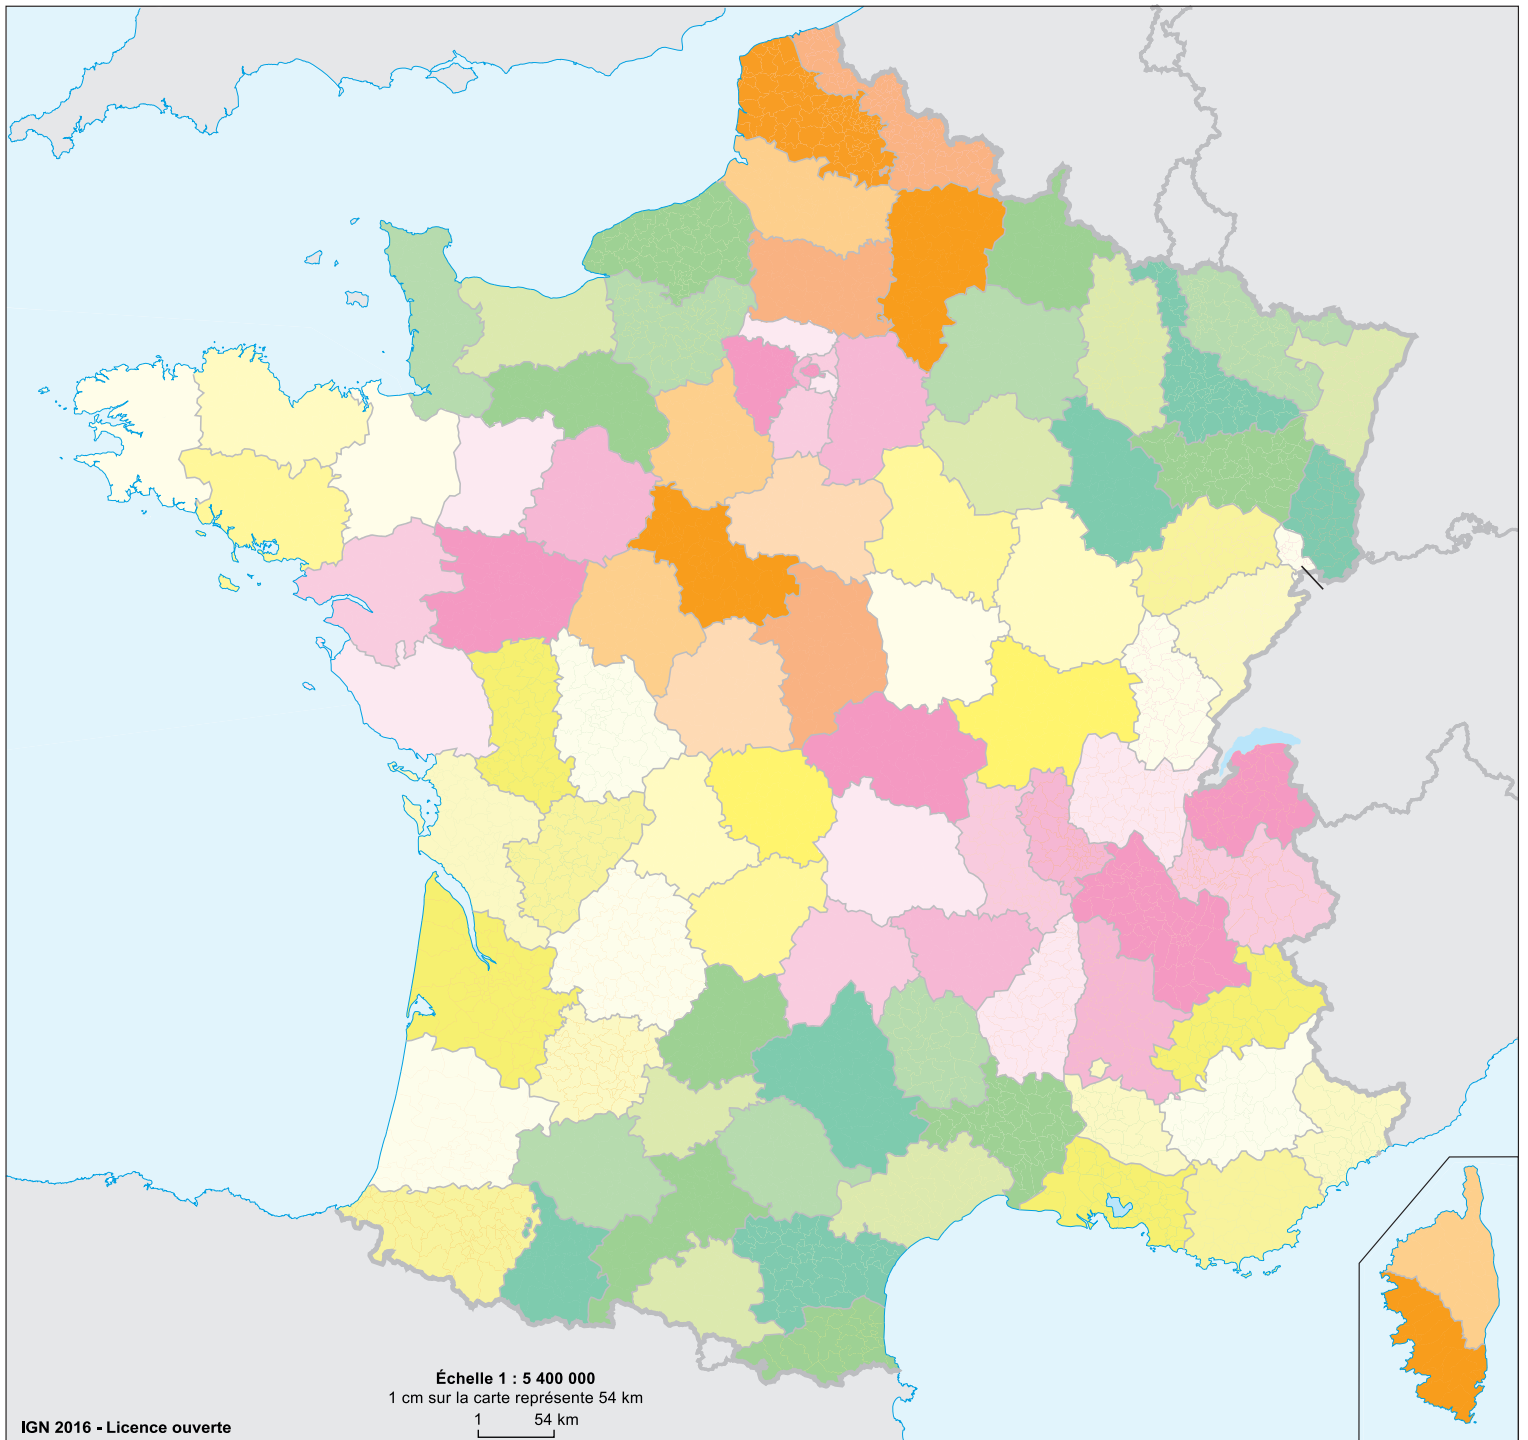 Échelle 1 : 5 400 000
1 cm sur la carte représente 54 km
1 54 km
IGN 2016 - Licence ouverte